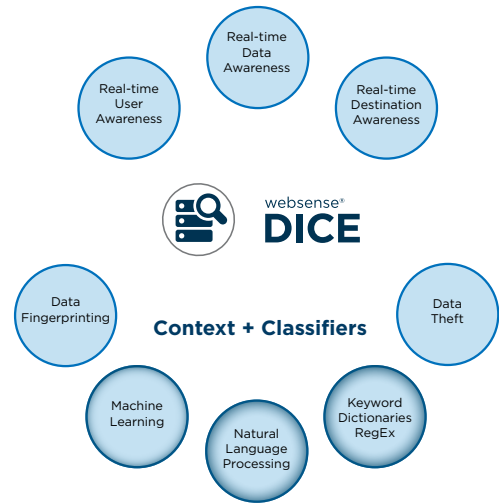 Real-time
Data
Awareness
Real-time
User
Awareness
Real-time
Destination
Awareness
websense®
DICE
Data
Fingerprinting
Context + Classifiers
Data
Theft
Machine
Learning
Natural
Language
Processing
Keyword
Dictionaries
RegEx